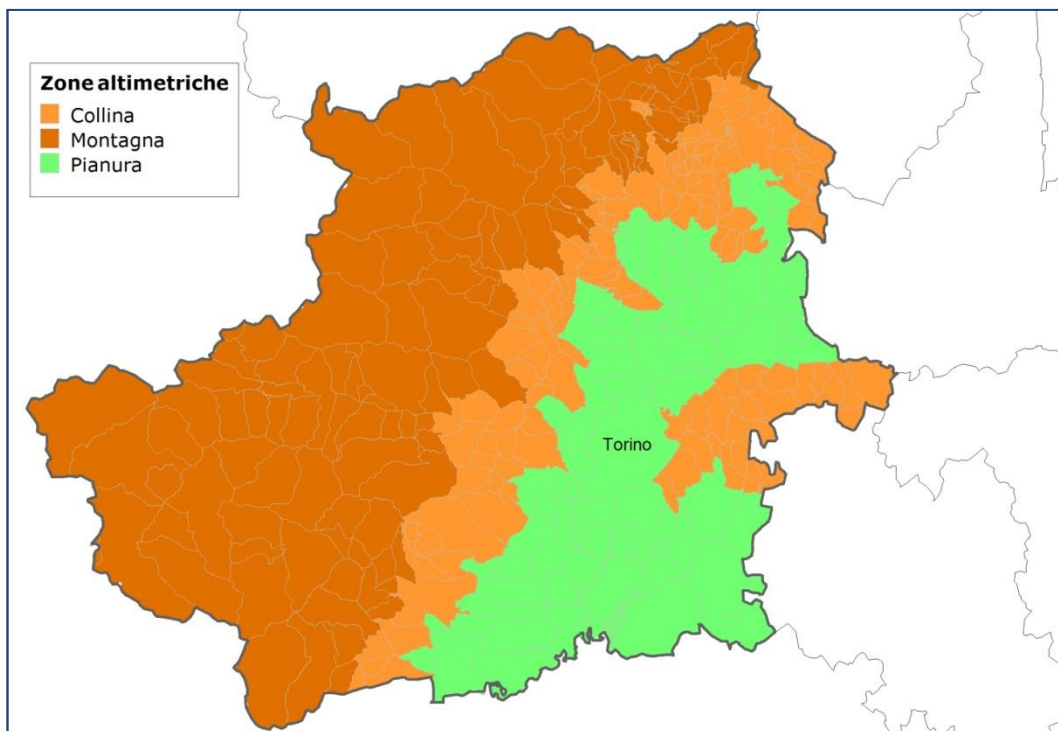 Zone altimetriche
Collina
Montagna
Pianura
Torino